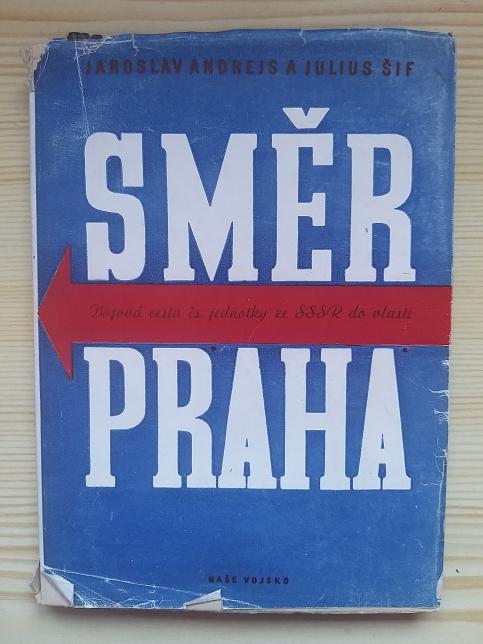 JAROSLAV ANDREJS A JULIUS ŠIF
SMĚR
Bojová cesta čs. jednotky ze SSSR do vlasti
PRAHA
NAŠE VOJSKO